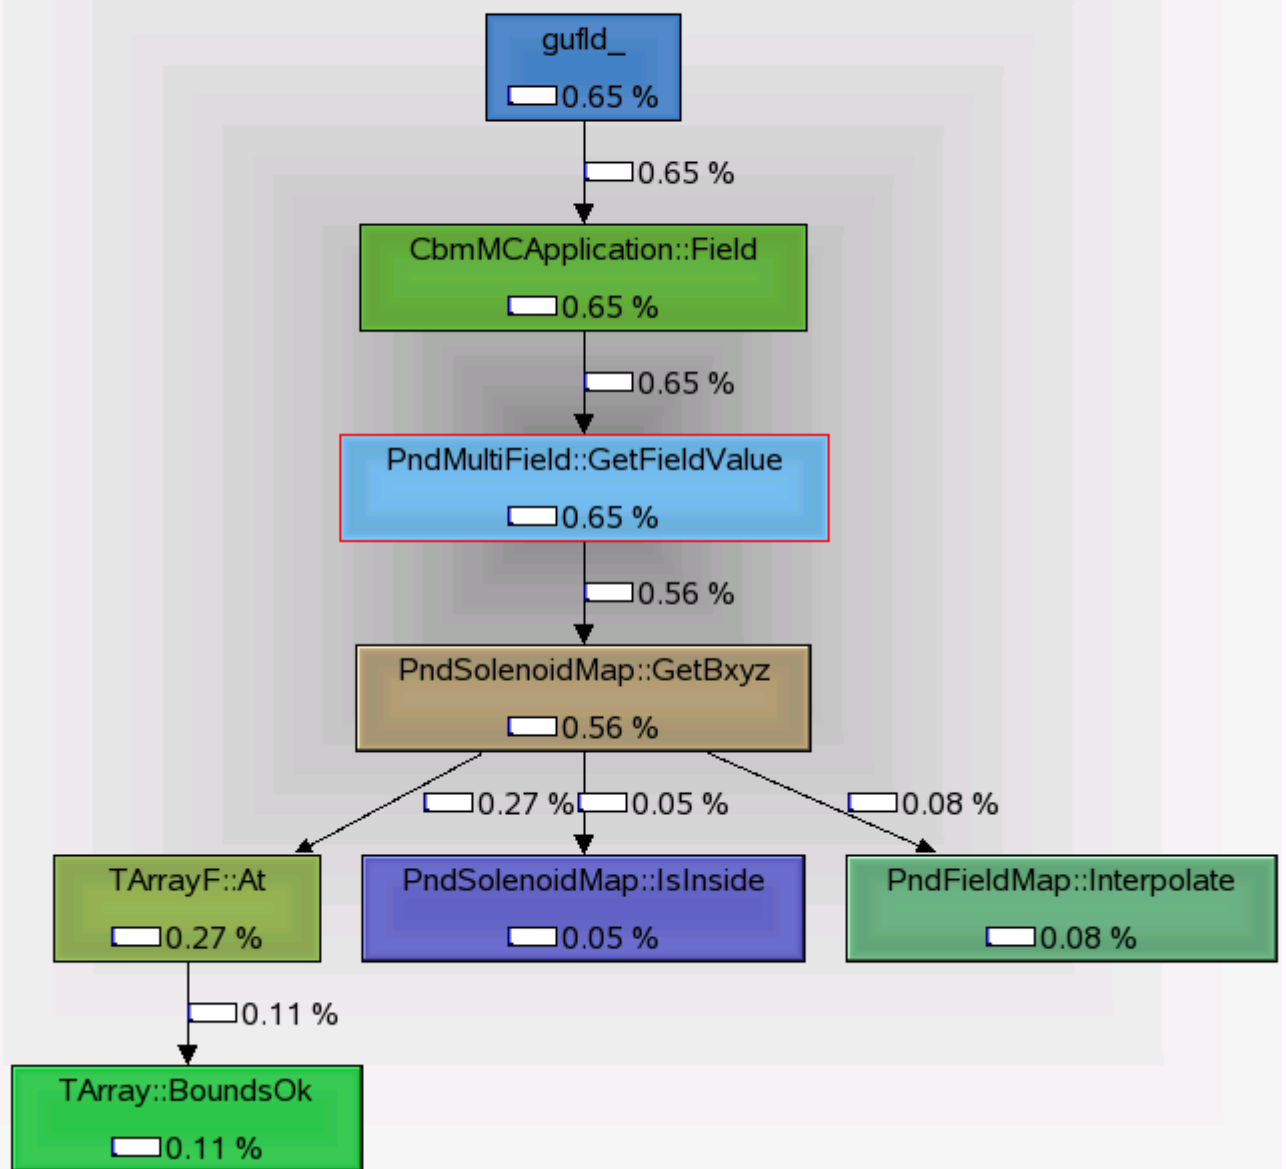 gufld_
0.65 %
0.65 %
CbmMCApplication::Field
0.65 %
0.65 %
PndMultiField::GetFieldValue
0.65 %
0.56 %
PndSolenoidMap::GetBxyz
0.56 %
0.27 % 0.05 % 0.08 %
TArrayF::At
0.27 %
PndSolenoidMap::IsInside
0.05 %
PndFieldMap::Interpolate
0.08 %
0.11 %
TArray::BoundsOk
0.11 %